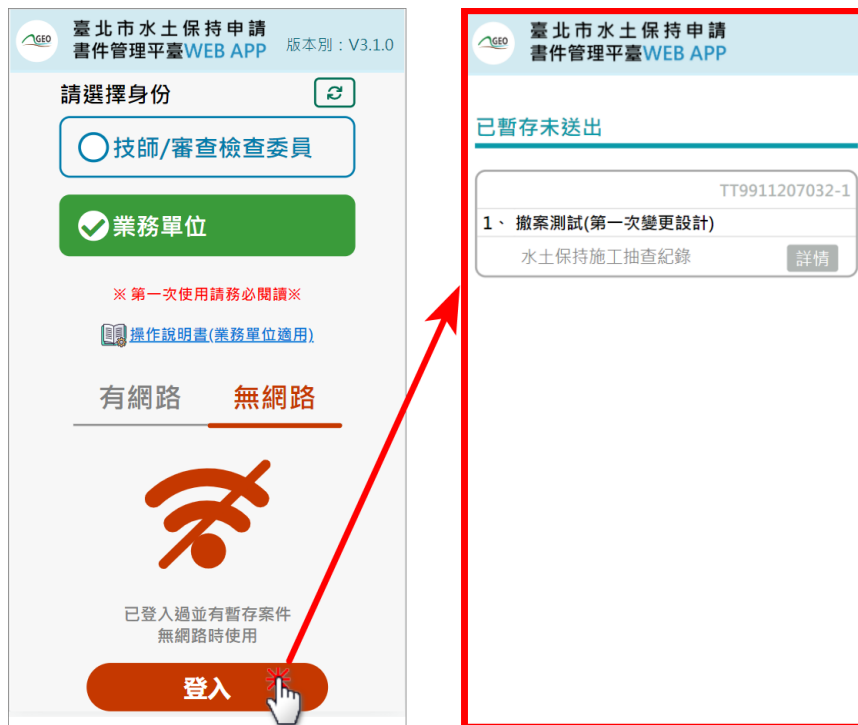 GEO
臺北市水土保持申請
書件管理平臺WEB APP
版本別：V3.1.0
請選擇身份
技師/審查檢查委員
業務單位
※第一次使用請務必閱讀※
操作說明書(業務單位適用)
有網路
無網路
已登入過並有暫存案件
無網路時使用
登入
GEO
臺北市水土保持申請
書件管理平臺WEB APP
已暫存未送出
TT9911207032-1
1、 撤案測試(第一次變更設計)
水土保持施工抽查紀錄
詳情